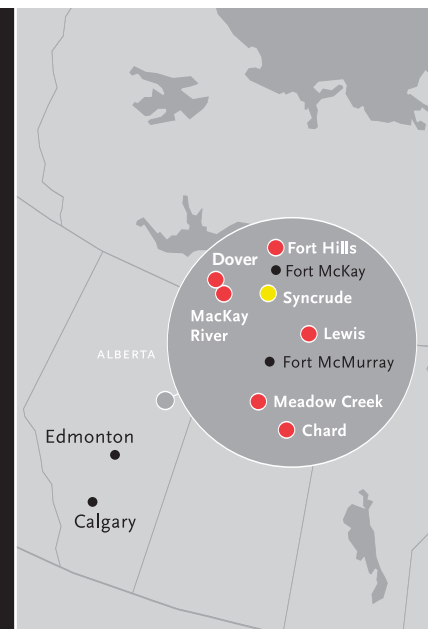 Fort Hills
Dover
Fort McKay
Syncrude
MacKay
River
Lewis
ALBERTA
Fort McMurray
Meadow Creek
Chard
Edmonton
Calgary